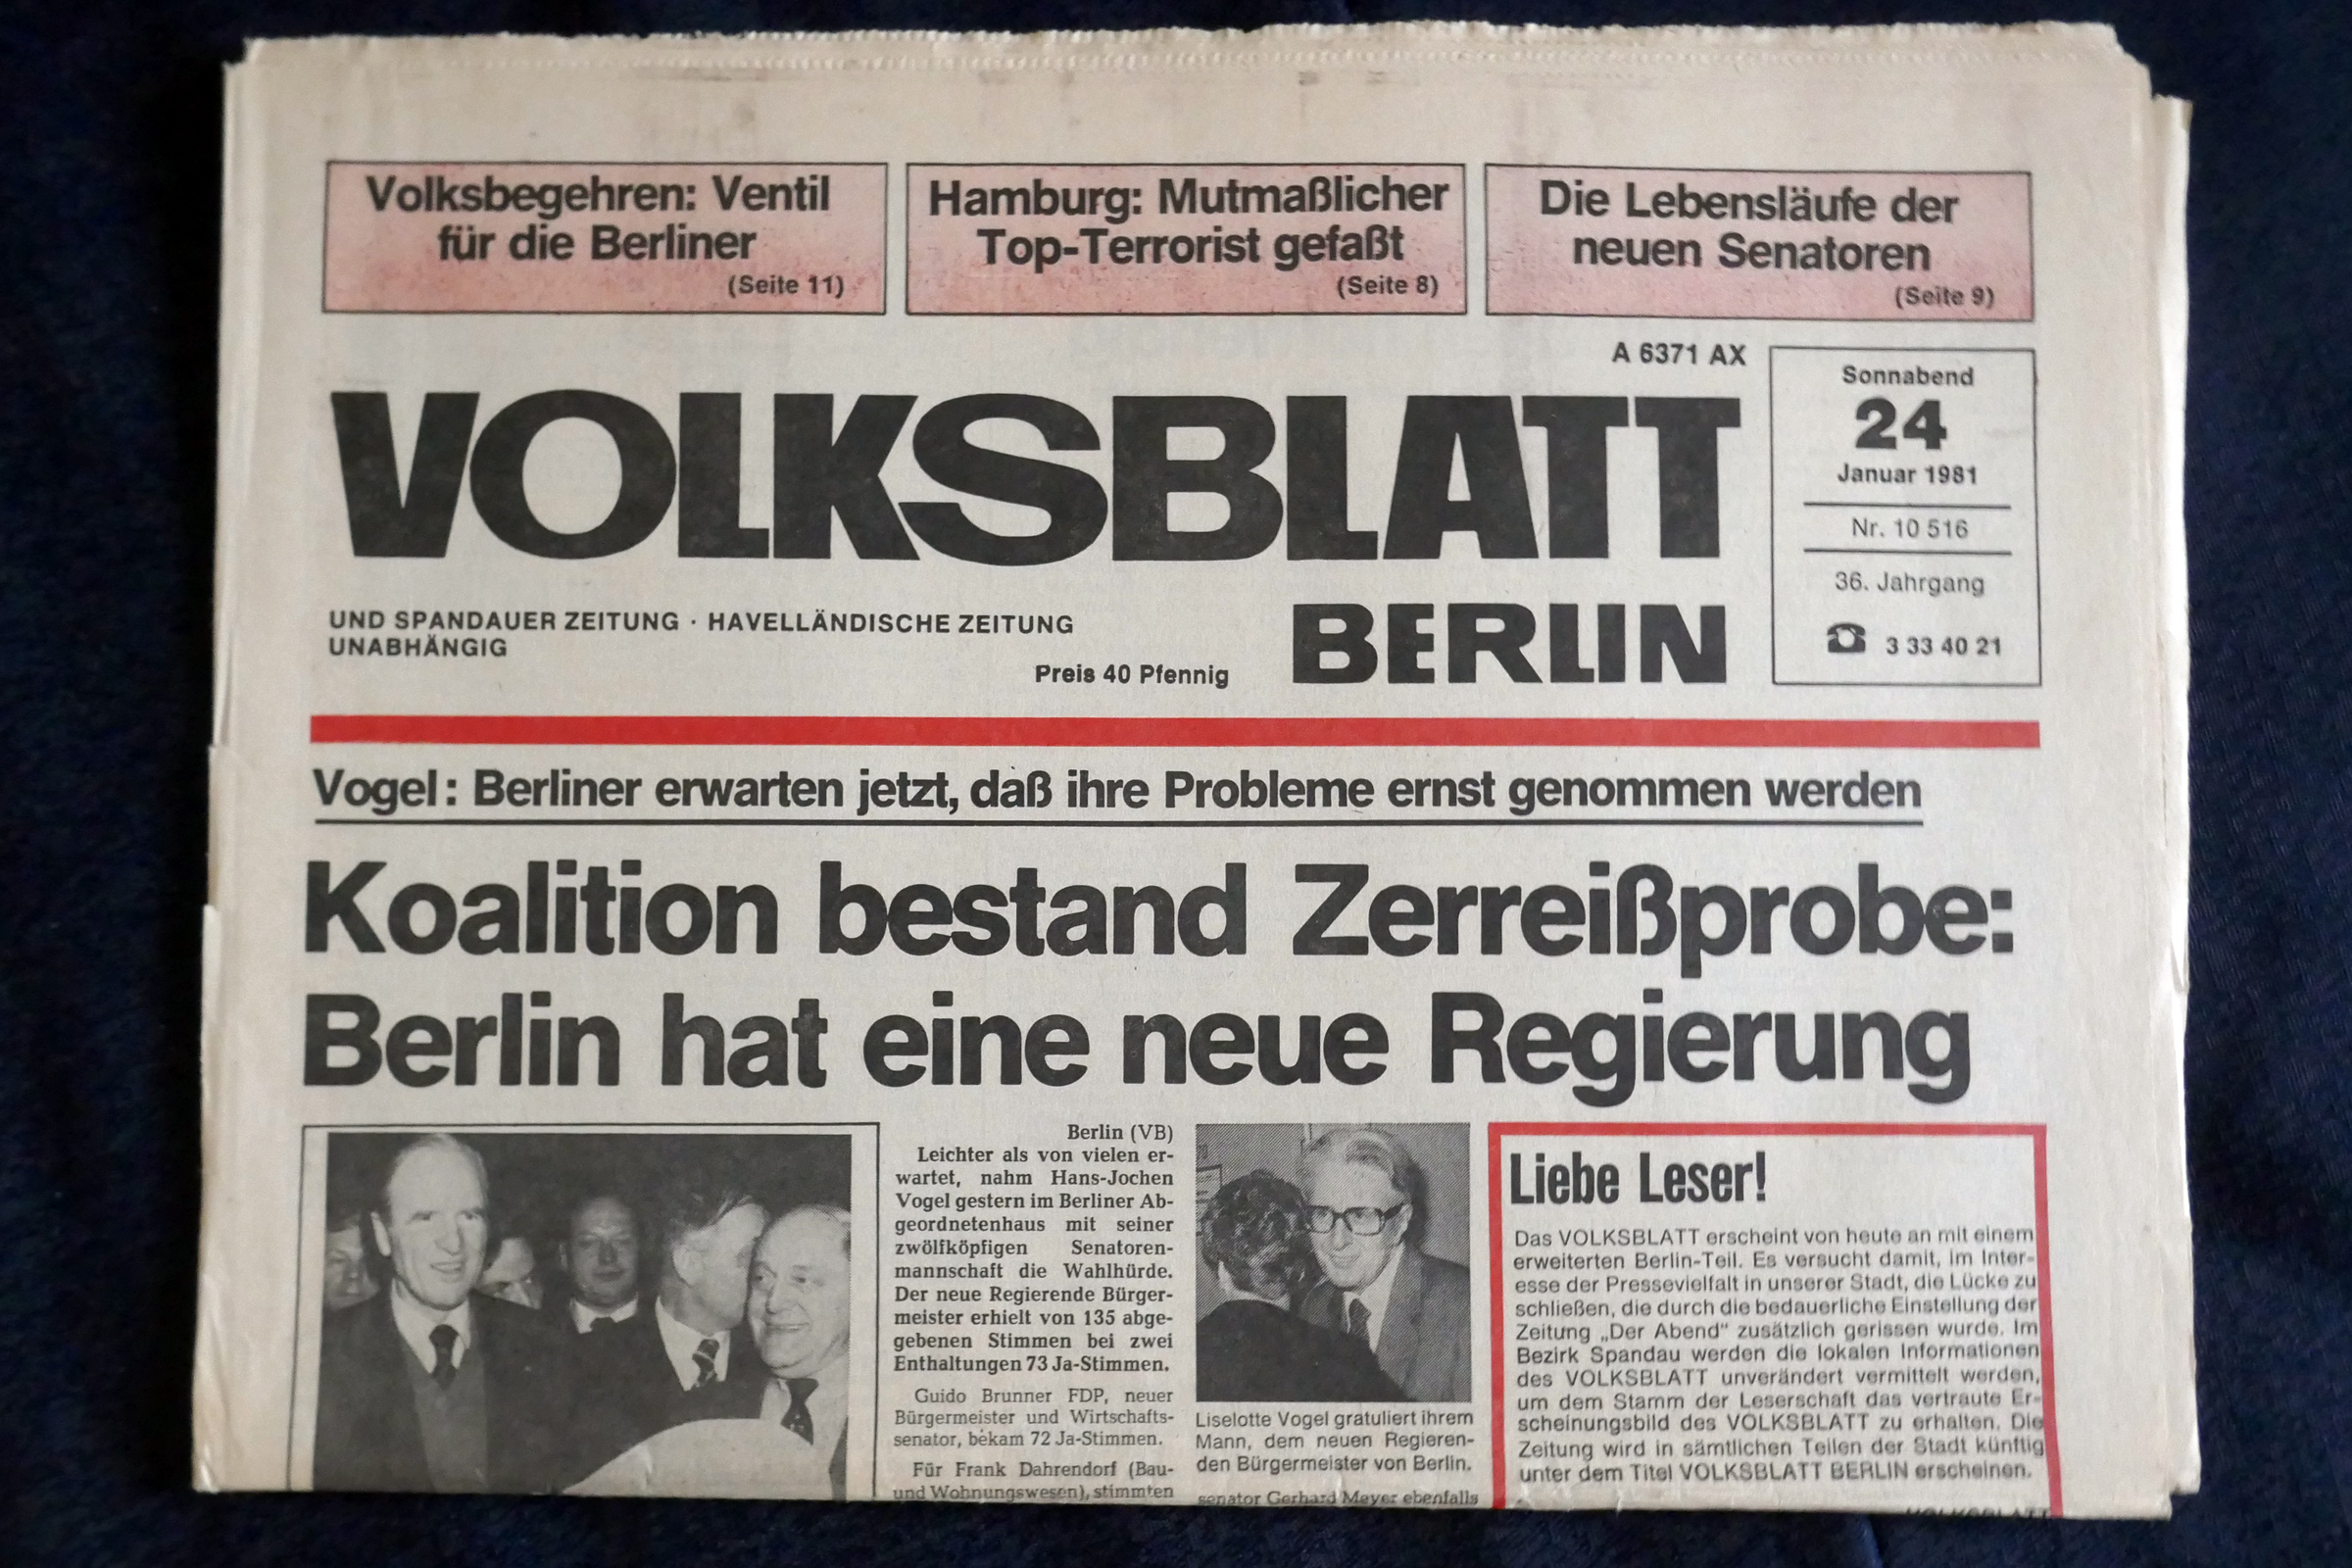 Volksbegehren: Ventil
für die Berliner
(Seite 11)
Hamburg: Mutmaßlicher
Top-Terrorist gefaßt
(Seite 8)
Die Lebensläufe der
neuen Senatoren
(Seite 9)
A 6371 AX
VOLKSBLATT
BERLIN
UND SPANDAUER ZEITUNG · HAVELLÄNDISCHE ZEITUNG
UNABHÄNGIG
Preis 40 Pfennig
Sonnabend
24
Januar 1981
Nr. 10 516
36. Jahrgang
☎ 3 33 40 21
Vogel: Berliner erwarten jetzt, daß ihre Probleme ernst genommen werden
Koalition bestand Zerreißprobe:
Berlin hat eine neue Regierung
Berlin (VB)
Leichter als von vielen er-
wartet, nahm Hans-Jochen
Vogel gestern im Berliner Ab-
geordnetenhaus mit seiner
zwölfköpfigen Senatoren-
mannschaft die Wahlhürde.
Der neue Regierende Bürger-
meister erhielt von 135 abge-
gebenen Stimmen bei zwei
Enthaltungen 73 Ja-Stimmen.
Guido Brunner FDP, neuer
Bürgermeister und Wirtschafts-
senator, bekam 72 Ja-Stimmen.
Für Frank Dahrendorf (Bau-
und Wohnungswesen), stimmten
Liselotte Vogel gratuliert ihrem
Mann, dem neuen Regieren-
den Bürgermeister von Berlin.
senator Gerhard Meyer ebenfalls
Liebe Leser!
Das VOLKSBLATT erscheint von heute an mit einem
erweiterten Berlin-Teil. Es versucht damit, im Inter-
esse der Pressevielfalt in unserer Stadt, die Lücke zu
schließen, die durch die bedauerliche Einstellung der
Zeitung „Der Abend“ zusätzlich gerissen wurde. Im
Bezirk Spandau werden die lokalen Informationen
des VOLKSBLATT unverändert vermittelt werden,
um dem Stamm der Leserschaft das vertraute Er-
scheinungsbild des VOLKSBLATT zu erhalten. Die
Zeitung wird in sämtlichen Teilen der Stadt künftig
unter dem Titel VOLKSBLATT BERLIN erscheinen.
VOLKSBLATT